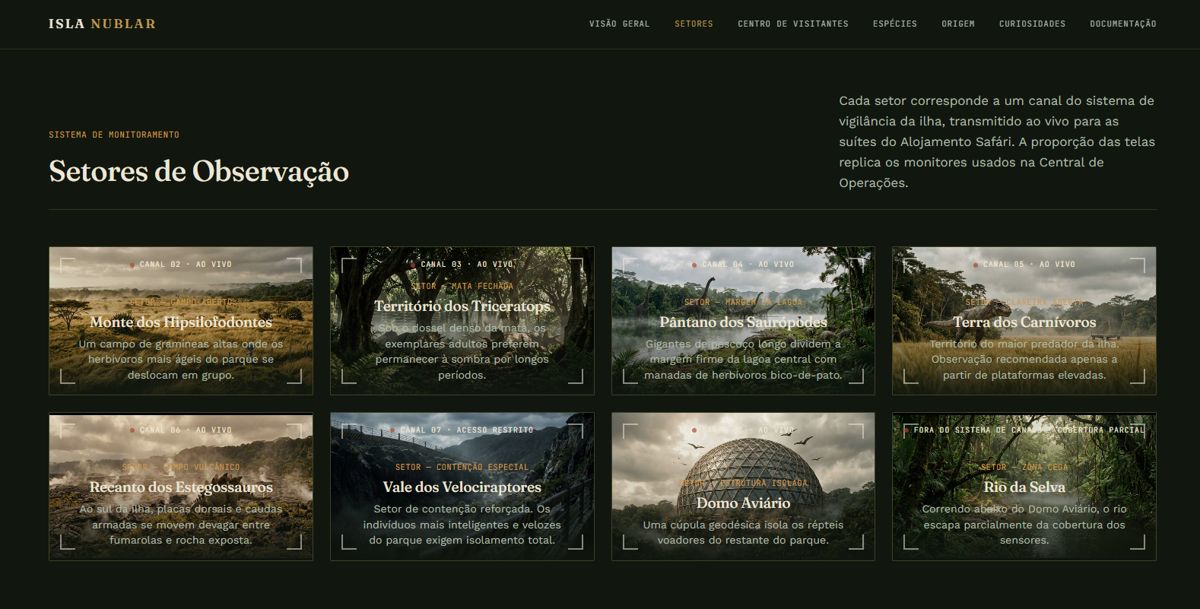 ISLA NUBLAR
VISÃO GERAL
SETORES
CENTRO DE VISITANTES
ESPÉCIES
ORIGEM
CURIOSIDADES
DOCUMENTAÇÃO
SISTEMA DE MONITORAMENTO
Setores de Observação
Cada setor corresponde a um canal do sistema de
vigilância da ilha, transmitido ao vivo para as
suítes do Alojamento Safári. A proporção das telas
replica os monitores usados na Central de
Operações.
CANAL 02 · AO VIVO
SETOR — CAMPO ABERTO
Monte dos Hipsilofodontes
Um campo de gramíneas altas onde os
herbívoros mais ágeis do parque se
deslocam em grupo.
CANAL 03 · AO VIVO
SETOR — MATA FECHADA
Território dos Triceratops
Sob o dossel denso da mata, os
exemplares adultos preferem
permanecer à sombra por longos
períodos.
CANAL 04 · AO VIVO
SETOR — MARGEM DA LAGOA
Pântano dos Saurópodes
Gigantes de pescoço longo dividem a
margem firme da lagoa central com
manadas de herbívoros bico-de-pato.
CANAL 05 · AO VIVO
SETOR —
Terra dos Carnívoros
Território do maior predador da ilha.
Observação recomendada apenas a
partir de plataformas elevadas.
CANAL 06 · AO VIVO
SETOR — CAMPO VULCÂNICO
Recanto dos Estegossauros
Ao sul da ilha, placas dorsais e caudas
armadas se movem devagar entre
fumarolas e rocha exposta.
CANAL 07 · ACESSO RESTRITO
SETOR — CONTENÇÃO ESPECIAL
Vale dos Velociraptores
Setor de contenção reforçada. Os
indivíduos mais inteligentes e velozes
do parque exigem isolamento total.
AO VIVO
SETOR — ESTRUTURA ISOLADA
Domo Aviário
Uma cúpula geodésica isola os répteis
voadores do restante do parque.
FORA DO SISTEMA DE CANAIS · COBERTURA PARCIAL
SETOR — ZONA CEGA
Rio da Selva
Correndo abaixo do Domo Aviário, o rio
escapa parcialmente da cobertura dos
sensores.